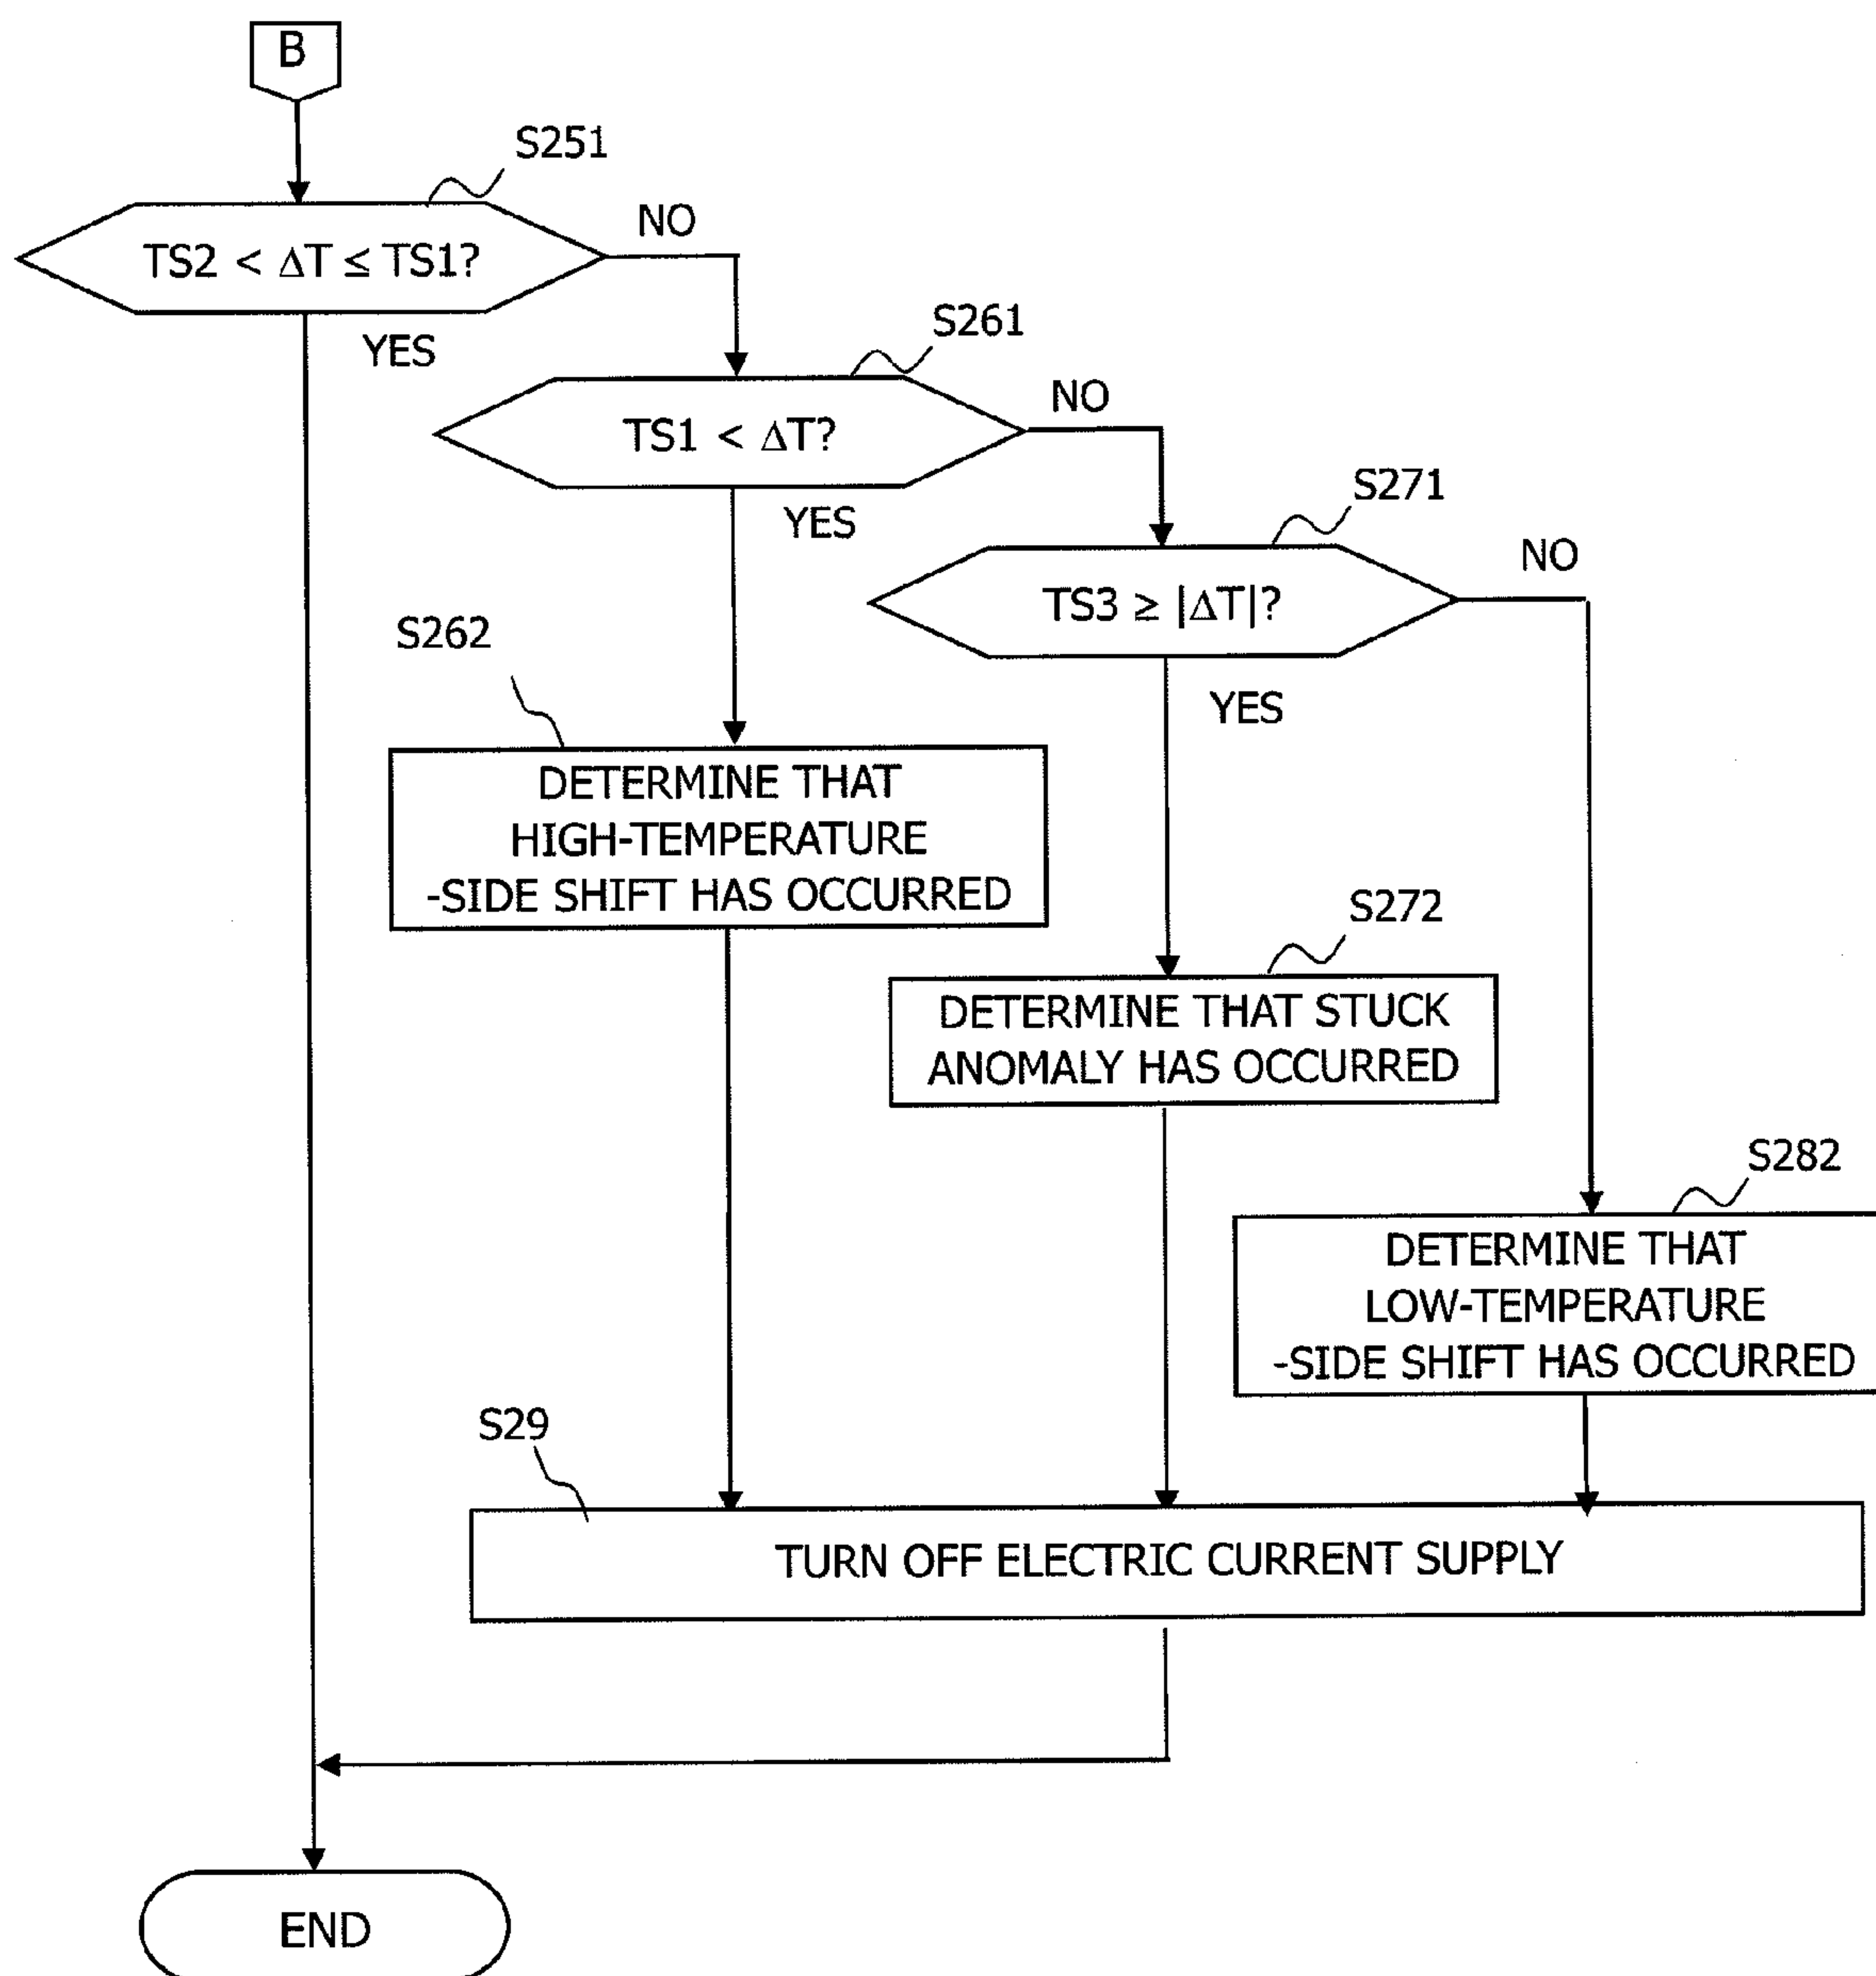 B
S251
TS2 < ΔT ≤ TS1?
NO
YES
S261
TS1 < ΔT?
NO
YES
S271
TS3 ≥ |ΔT|?
NO
YES
S262
DETERMINE THAT
HIGH-TEMPERATURE
-SIDE SHIFT HAS OCCURRED
S272
DETERMINE THAT STUCK
ANOMALY HAS OCCURRED
S282
DETERMINE THAT
LOW-TEMPERATURE
-SIDE SHIFT HAS OCCURRED
S29
TURN OFF ELECTRIC CURRENT SUPPLY
END